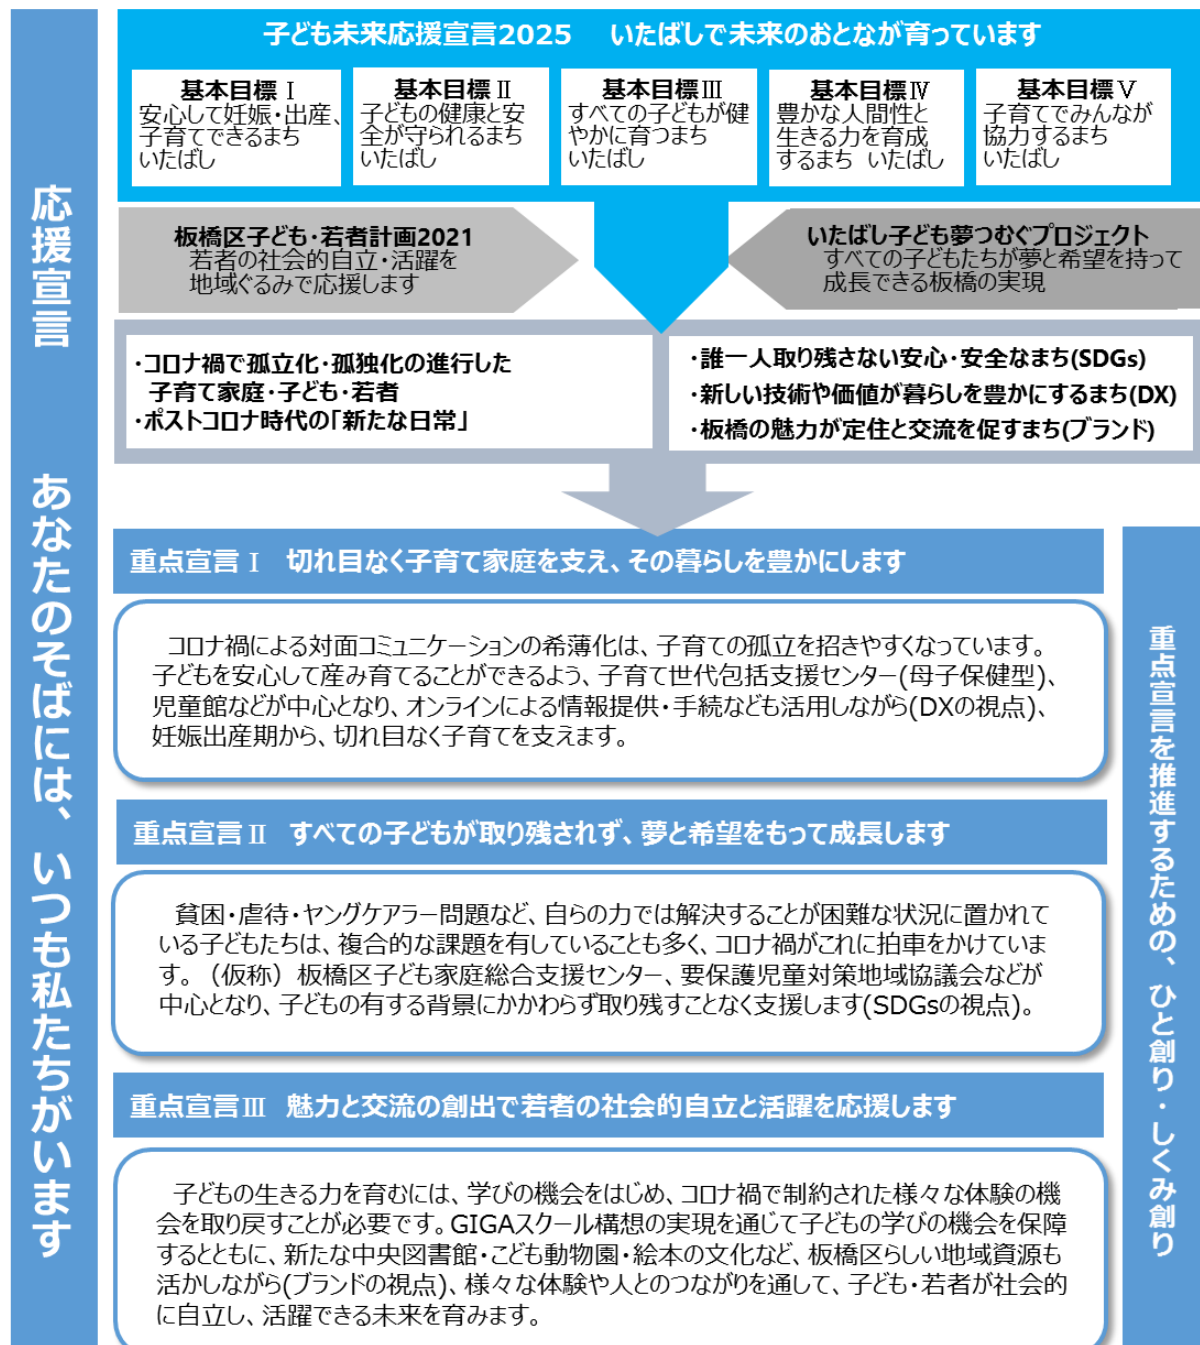 子ども未来応援宣言2025　いたばしで未来のおとなが育っています
基本目標Ⅰ
安心して妊娠・出産、
子育てできるまち
いたばし
基本目標Ⅱ
子どもの健康と安
全が守られるまち
いたばし
基本目標Ⅲ
すべての子どもが健
やかに育つまち
いたばし
基本目標Ⅳ
豊かな人間性と
生きる力を育成
するまち いたばし
基本目標Ⅴ
子育てでみんなが
協力するまち
いたばし
板橋区子ども・若者計画2021
若者の社会的自立・活躍を
地域ぐるみで応援します
いたばし子ども夢つむぐプロジェクト
すべての子どもたちが夢と希望を持って
成長できる板橋の実現
・コロナ禍で孤立化・孤独化の進行した
子育て家庭・子ども・若者
・ポストコロナ時代の「新たな日常」
・誰一人取り残さない安心・安全なまち(SDGs)
・新しい技術や価値が暮らしを豊かにするまち(DX)
・板橋の魅力が定住と交流を促すまち(ブランド)
応援宣言　あなたのそばには、いつも私たちがいます
重点宣言Ⅰ　切れ目なく子育て家庭を支え、その暮らしを豊かにします
コロナ禍による対面コミュニケーションの希薄化は、子育ての孤立を招きやすくなっています。
子どもを安心して産み育てることができるよう、子育て世代包括支援センター(母子保健型)、
児童館などが中心となり、オンラインによる情報提供・手続なども活用しながら(DXの視点)、
妊娠出産期から、切れ目なく子育てを支えます。
重点宣言Ⅱ　すべての子どもが取り残されず、夢と希望をもって成長します
貧困・虐待・ヤングケアラー問題など、自らの力では解決することが困難な状況に置かれて
いる子どもたちは、複合的な課題を有していることも多く、コロナ禍がこれに拍車をかけていま
す。（仮称）板橋区子ども家庭総合支援センター、要保護児童対策地域協議会などが
中心となり、子どもの有する背景にかかわらず取り残すことなく支援します(SDGsの視点)。
重点宣言Ⅲ　魅力と交流の創出で若者の社会的自立と活躍を応援します
子どもの生きる力を育むには、学びの機会をはじめ、コロナ禍で制約された様々な体験の機
会を取り戻すことが必要です。GIGAスクール構想の実現を通じて子どもの学びの機会を保障
するとともに、新たな中央図書館・こども動物園・絵本の文化など、板橋区らしい地域資源も
活かしながら(ブランドの視点)、様々な体験や人とのつながりを通して、子ども・若者が社会的
に自立し、活躍できる未来を育みます。
重点宣言を推進するための、ひと創り・しくみ創り